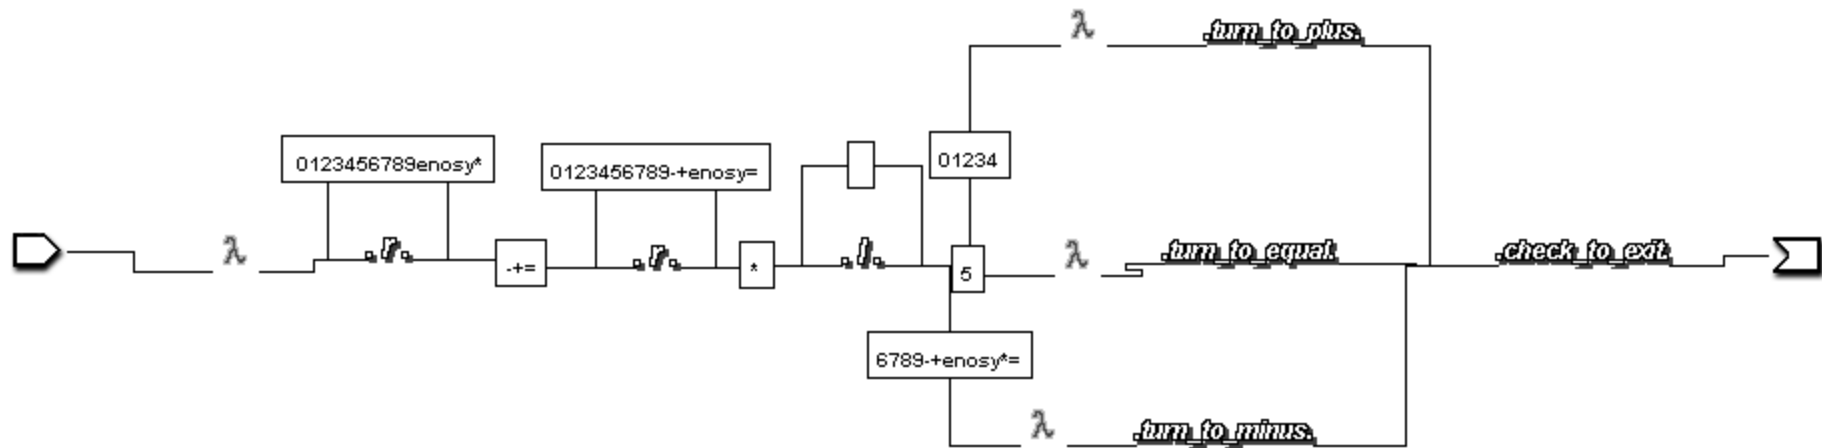 λ .turn_to_plus.
0123456789enosy*
0123456789-+enosy=
01234
λ .r. -+= .r. * .l. 5 λ .turn_to_equal. .check_to_exit.
6789-+enosy*=
λ .turn_to_minus.